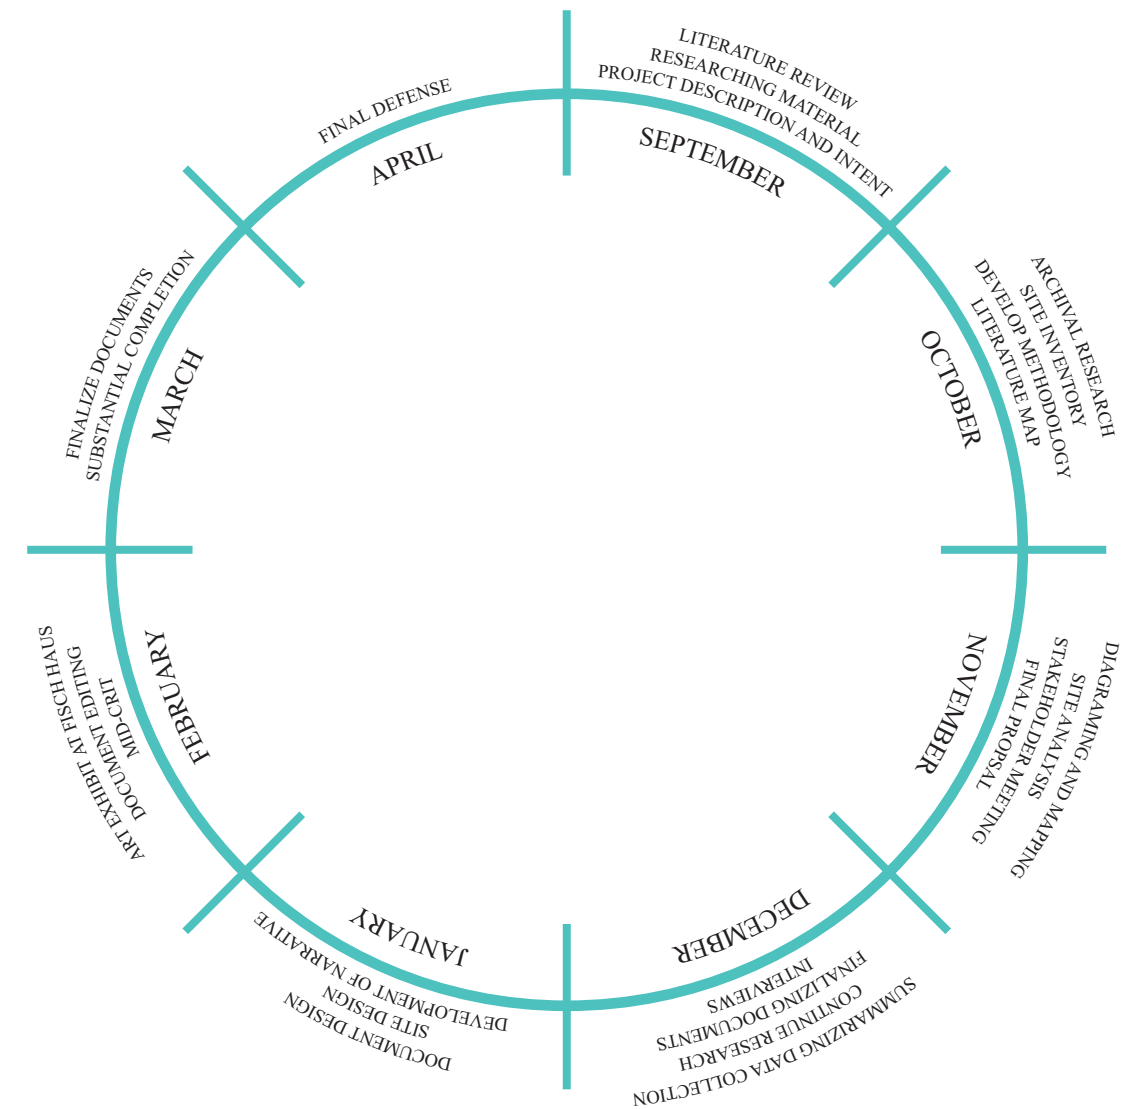 LITERATURE REVIEW
RESEARCHING MATERIAL
PROJECT DESCRIPTION AND INTENT
SEPTEMBER
ARCHIVAL RESEARCH
SITE INVENTORY
DEVELOP METHODOLOGY
LITERATURE MAP
OCTOBER
DIAGRAMING AND MAPPING
SITE ANALYSIS
STAKEHOLDER MEETING
FINAL PROPSAL
NOVEMBER
SUMMARIZING DATA COLLECTION
CONTINUE RESEARCH
FINALIZING DOCUMENTS
INTERVIEWS
DECEMBER
DOCUMENT DESIGN
SITE DESIGN
DEVELOPMENT OF NARRATIVE
JANUARY
ART EXHIBIT AT FISCH HAUS
DOCUMENT EDITING
MID-CRIT
FEBRUARY
FINALIZE DOCUMENTS
SUBSTANTIAL COMPLETION
MARCH
FINAL DEFENSE
APRIL